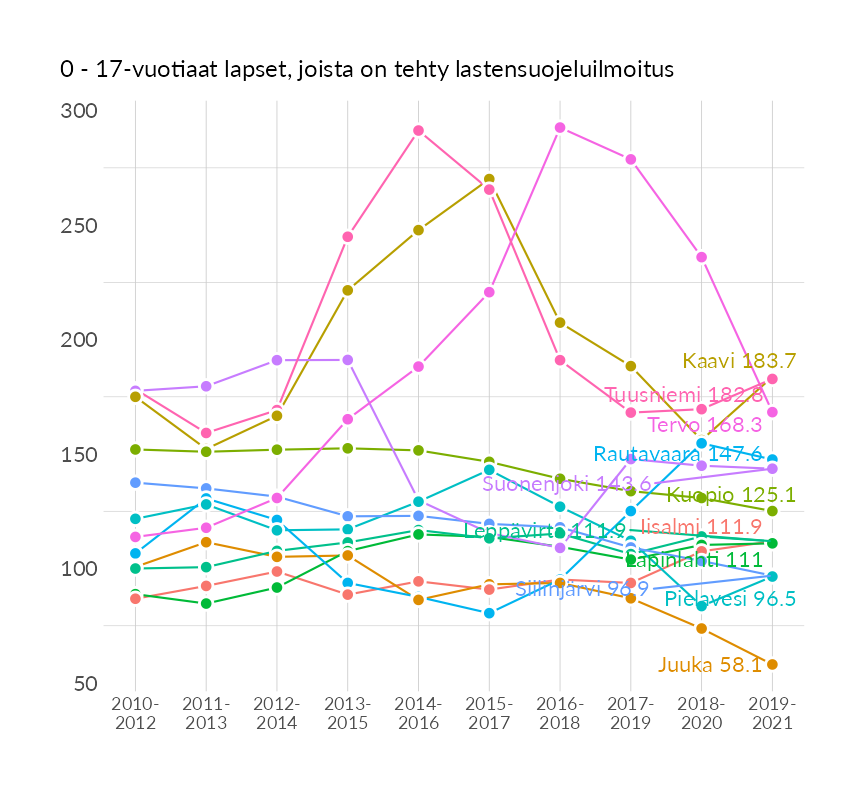 0 - 17-vuotiaat lapset, joista on tehty lastensuojeluilmoitus
300
250
200
150
100
50
Kaavi 183.7
Tuusniemi 182.8
Tervo 168.3
Rautavaara 147.6
Suonenjoki 143.6
Kuopio 125.1
Iisalmi 111.9
Leppävirta 111.9
Lapinlahti 111
Siilinjärvi 96.9
Pielavesi 96.5
Juuka 58.1
2010-
2012
2011-
2013
2012-
2014
2013-
2015
2014-
2016
2015-
2017
2016-
2018
2017-
2019
2018-
2020
2019-
2021